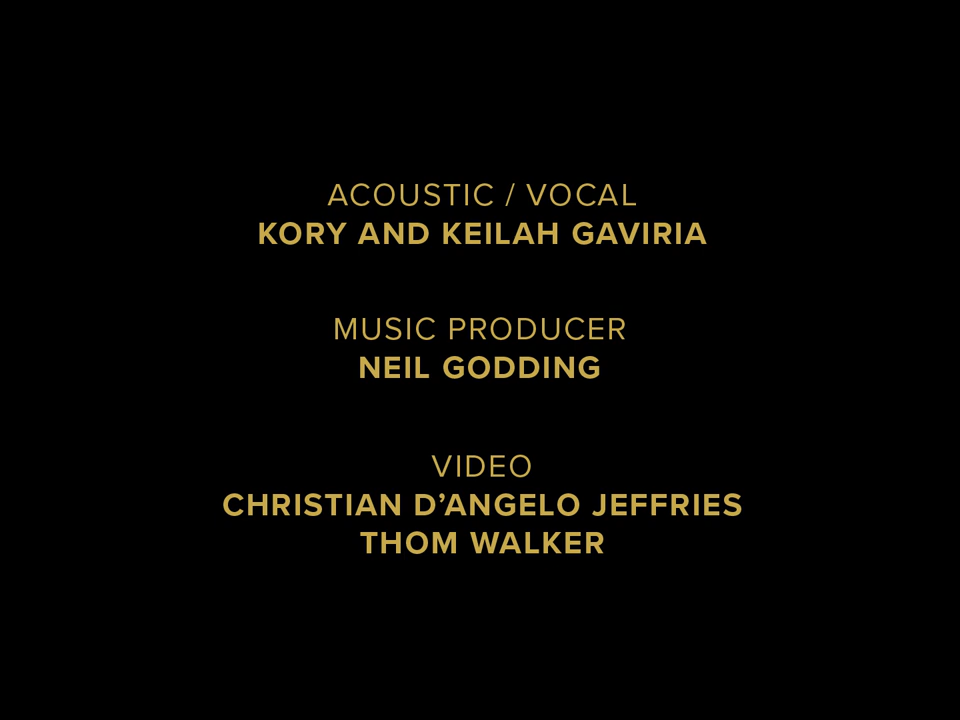 ACOUSTIC / VOCAL
KORY AND KEILAH GAVIRIA
MUSIC PRODUCER
NEIL GODDING
VIDEO
CHRISTIAN D’ANGELO JEFFRIES
THOM WALKER